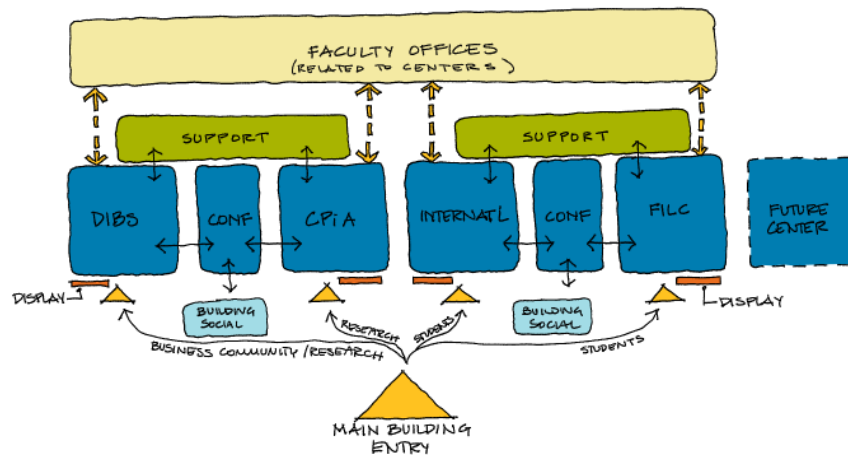 FACULTY OFFICES
(RELATED TO CENTERS)
SUPPORT
SUPPORT
DIBS
CONF
CPiA
INTERNAT'L
CONF
FILC
FUTURE
CENTER
DISPLAY
BUILDING
SOCIAL
RESEARCH
STUDENTS
BUILDING
SOCIAL
DISPLAY
BUSINESS COMMUNITY/RESEARCH
STUDENTS
MAIN BUILDING
ENTRY